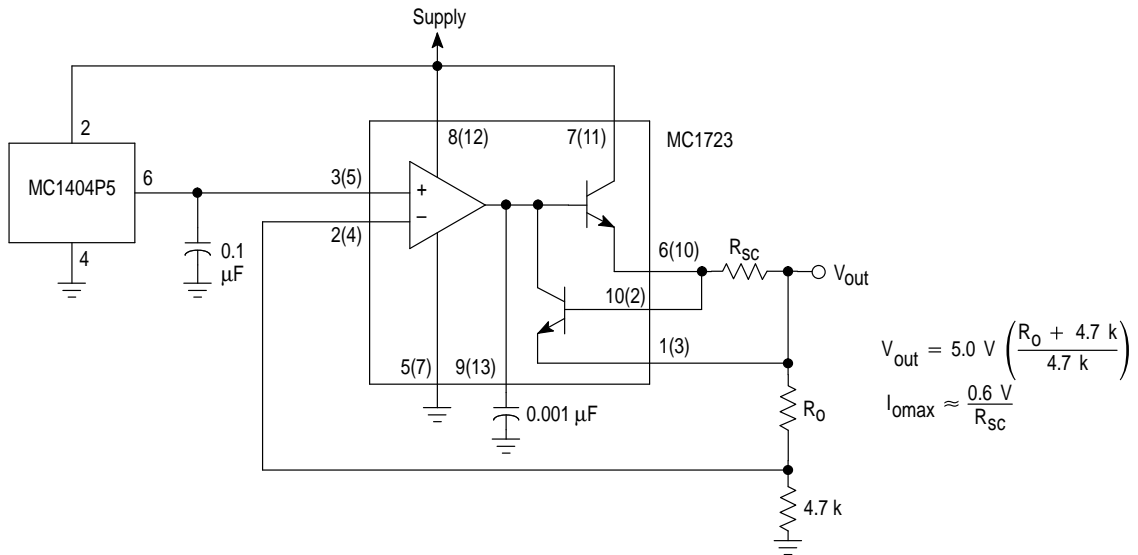 Supply
2
8(12)
7(11)
MC1723
MC1404P5
6
3(5)
+
−
2(4)
4
0.1
μF
6(10)
Rsc
Vout
10(2)
1(3)
5(7)
9(13)
0.001 μF
Ro
4.7 k
Vout = 5.0 V (Ro + 4.7 k / 4.7 k)
Iomax ≈ 0.6 V / Rsc